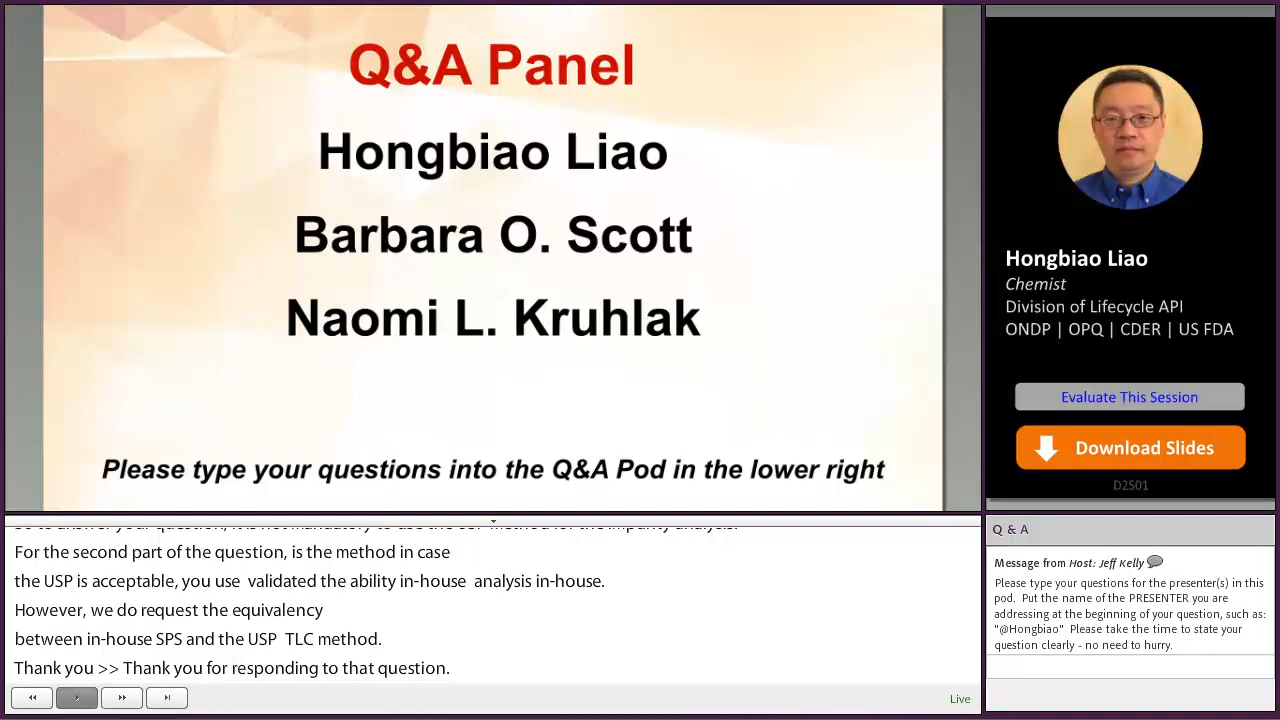 Q&A Panel
Hongbiao Liao
Barbara O. Scott
Naomi L. Kruhlak
Please type your questions into the Q&A Pod in the lower right
Hongbiao Liao
Chemist
Division of Lifecycle API
ONDP | OPQ | CDER | US FDA
Evaluate This Session
Download Slides
D2S01
For the second part of the question, is the method in case
the USP is acceptable, you use validated the ability in-house analysis in-house.
However, we do request the equivalency
between in-house SPS and the USP TLC method.
Thank you >> Thank you for responding to that question.
Live
Q & A
Message from Host: Jeff Kelly
Please type your questions for the presenter(s) in this
pod. Put the name of the PRESENTER you are
addressing at the beginning of your question, such as:
"@Hongbiao" Please take the time to state your
question clearly - no need to hurry.